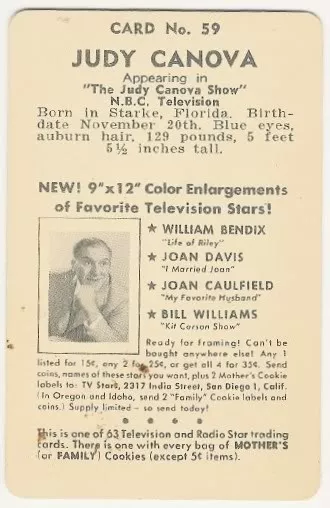 CARD No. 59
JUDY CANOVA
Appearing in
"The Judy Canova Show"
N.B.C. Television
Born in Starke, Florida. Birth-
date November 20th. Blue eyes,
auburn hair, 129 pounds, 5 feet
5½ inches tall.
NEW! 9"x12" Color Enlargements
of Favorite Television Stars!
★ WILLIAM BENDIX
"Life of Riley"
★ JOAN DAVIS
"I Married Joan"
★ JOAN CAULFIELD
"My Favorite Husband"
★ BILL WILLIAMS
"Kit Carson Show"
Ready for framing! Can't be
bought anywhere else! Any 1
listed for 15¢, any 2 for 25¢, or get all 4 for 35¢. Send
coins, names of these stars you want, plus 2 Mother's Cookie
labels to: TV Stars, 2317 India Street, San Diego 1, Calif.
(In Oregon and Idaho, send 2 "Family" Cookie labels and
coins.) Supply limited – so send today!
This is one of 63 Television and Radio Star trading
cards. There is one with every bag of MOTHER'S
(or FAMILY) Cookies (except 5¢ items).